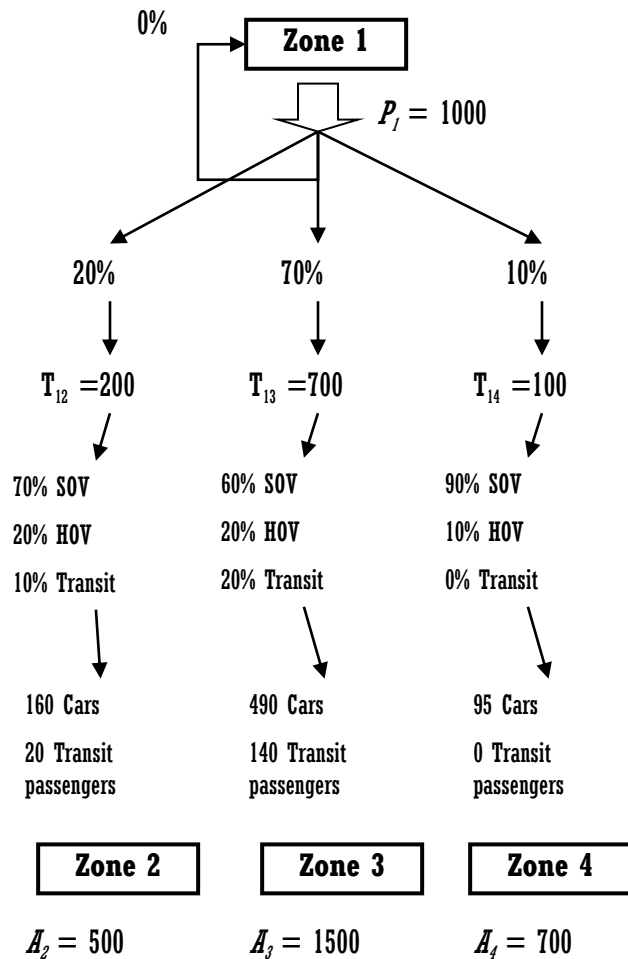 0%
Zone 1
P₁ = 1000
20%
70%
10%
T₁₂ =200
T₁₃ =700
T₁₄ =100
70% SOV
20% HOV
10% Transit
60% SOV
20% HOV
20% Transit
90% SOV
10% HOV
0% Transit
160 Cars
20 Transit
passengers
490 Cars
140 Transit
passengers
95 Cars
0 Transit
passengers
Zone 2
Zone 3
Zone 4
A₂ = 500
A₃ = 1500
A₄ = 700